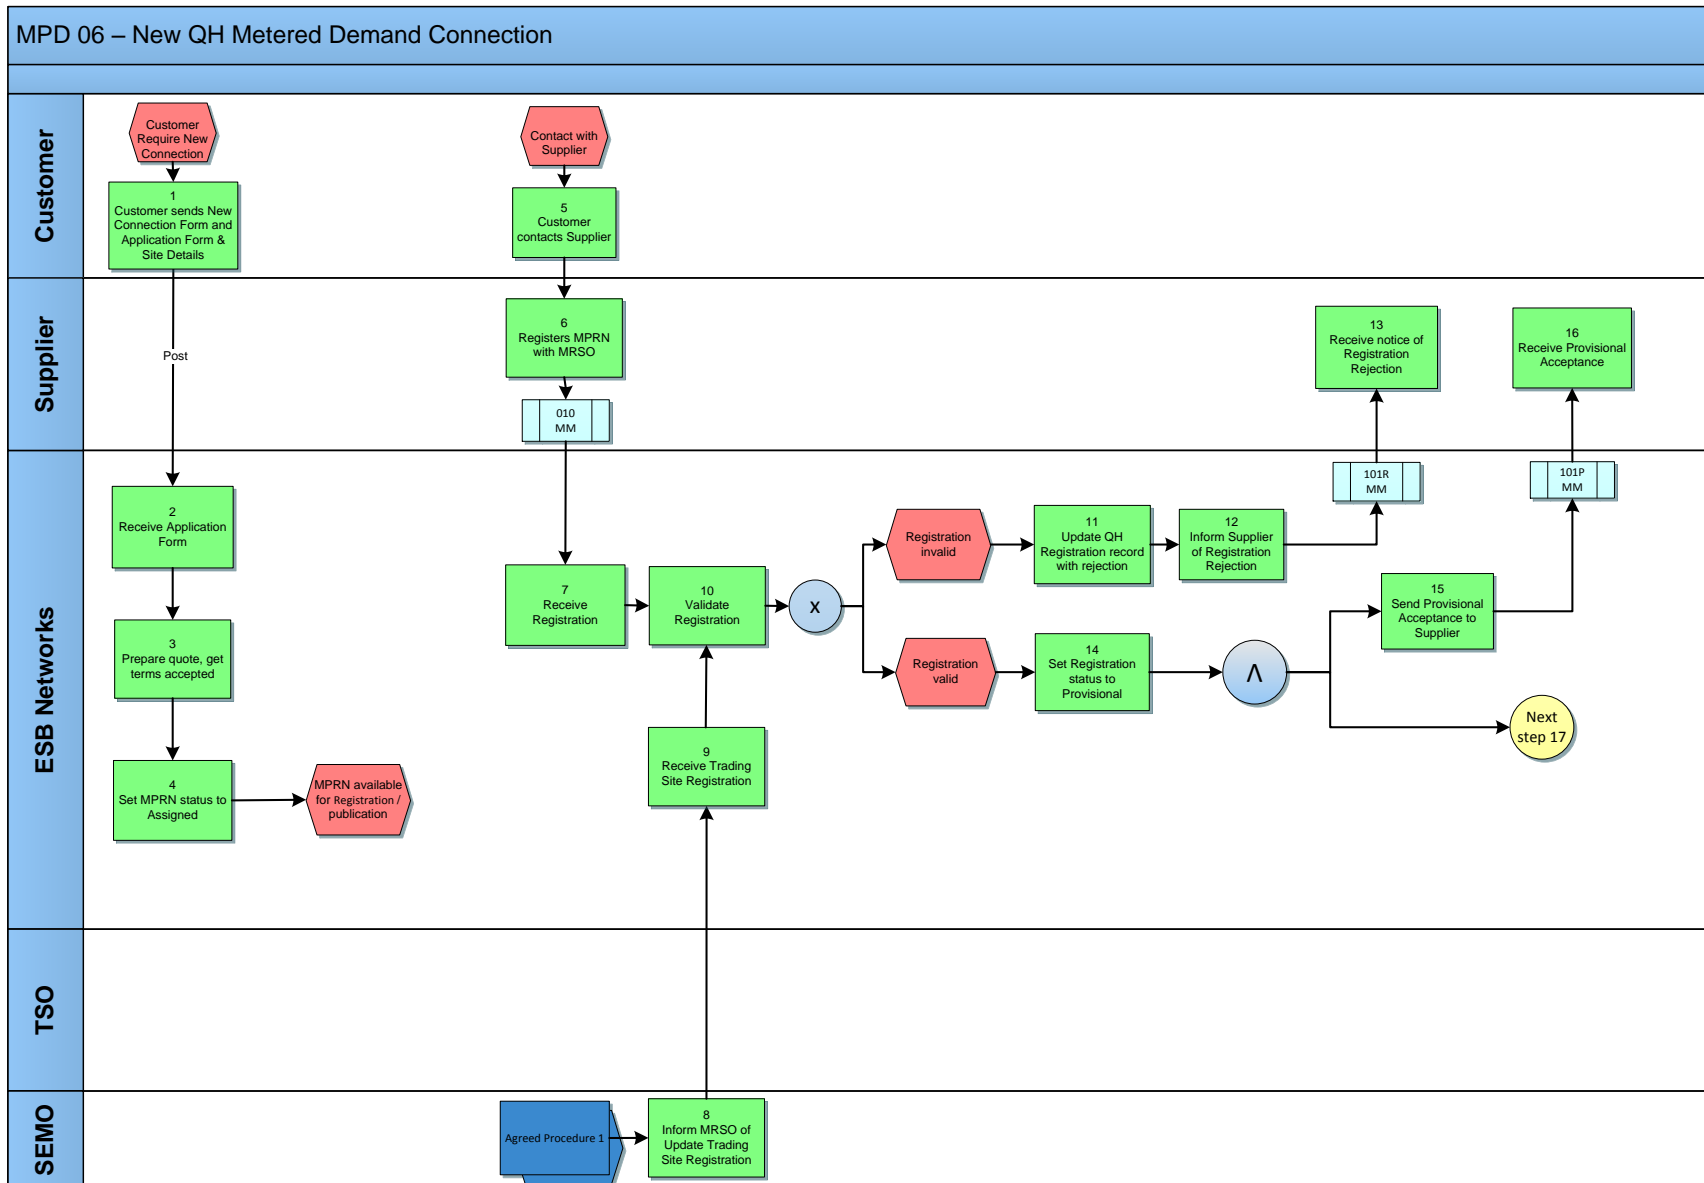 MPD 06 – New QH Metered Demand Connection
Customer
Customer
Require New
Connection
1
Customer sends New
Connection Form and
Application Form &
Site Details
Contact with
Supplier
5
Customer
contacts Supplier
Supplier
Post
6
Registers MPRN
with MRSO
010
MM
13
Receive notice of
Registration
Rejection
16
Receive Provisional
Acceptance
ESB Networks
2
Receive Application
Form
3
Prepare quote, get
terms accepted
4
Set MPRN status to
Assigned
MPRN available
for Registration /
publication
7
Receive
Registration
10
Validate
Registration
9
Receive Trading
Site Registration
X
Registration
invalid
11
Update QH
Registration record
with rejection
12
Inform Supplier
of Registration
Rejection
101R
MM
101P
MM
Registration
valid
14
Set Registration
status to
Provisional
Λ
15
Send Provisional
Acceptance to
Supplier
Next
step 17
TSO
SEMO
Agreed Procedure 1
8
Inform MRSO of
Update Trading
Site Registration